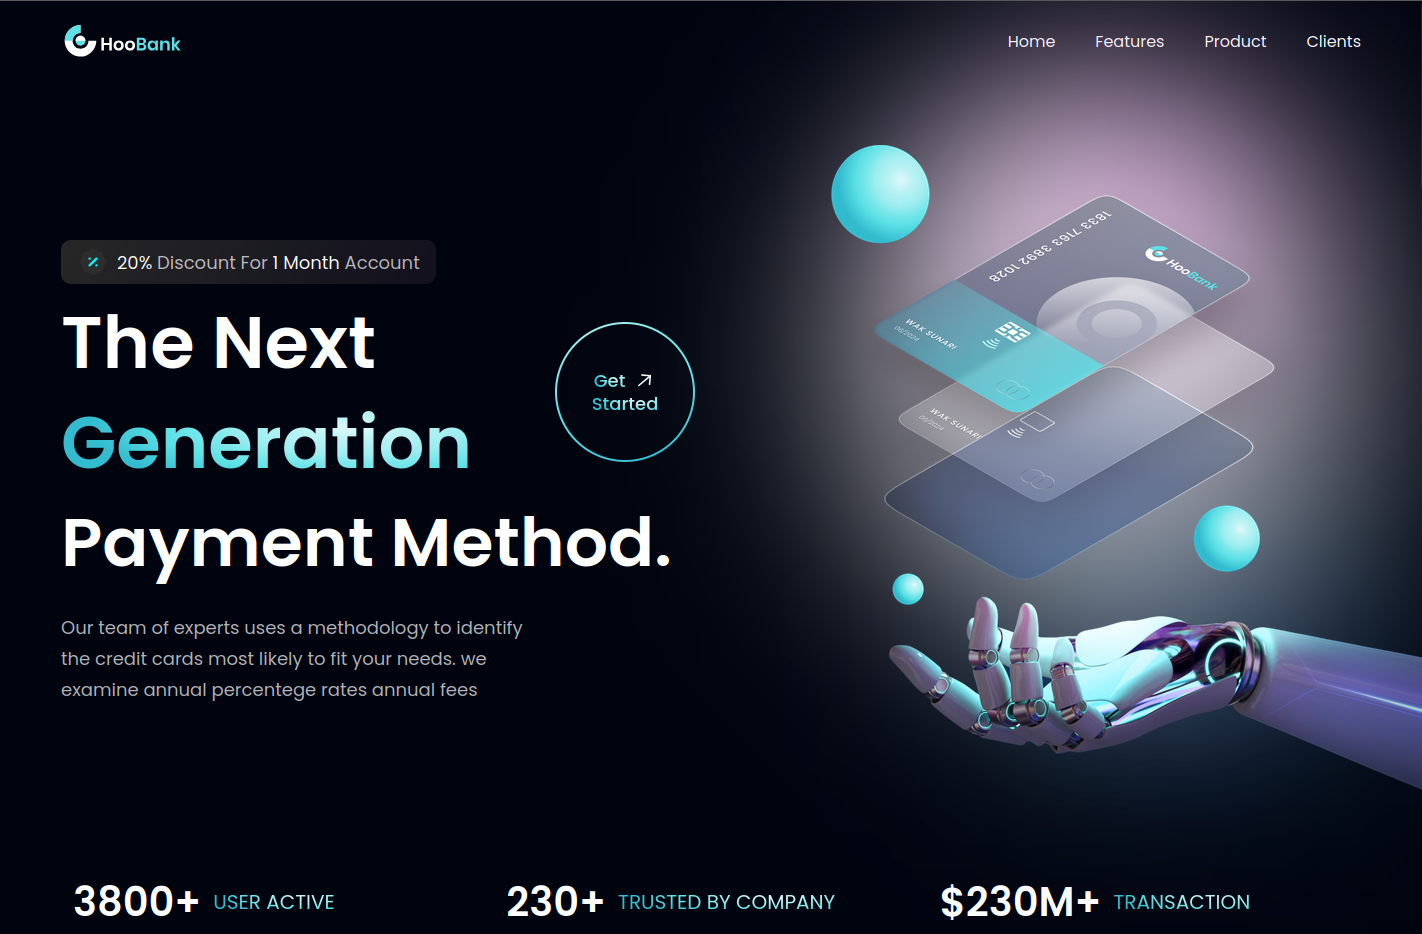 HooBank
Home Features Product Clients
20% Discount For 1 Month Account
The Next
Generation
Payment Method.
Get
Started
Our team of experts uses a methodology to identify
the credit cards most likely to fit your needs. we
examine annual percentege rates annual fees
1833 7163 3892 1028
HooBank
WAK SUNARI
06/2024
WAK SUNARI
06/2024
3800+ USER ACTIVE
230+ TRUSTED BY COMPANY
$230M+ TRANSACTION